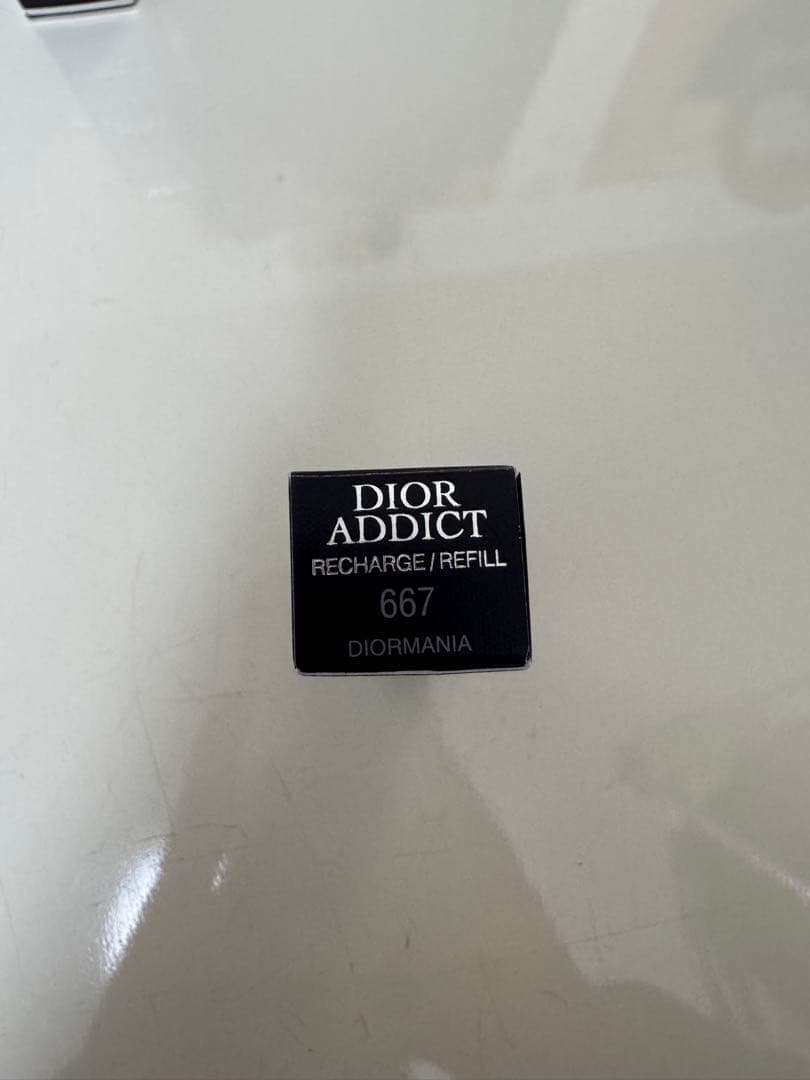 DIOR
ADDICT
RECHARGE / REFILL
667
DIORMANIA